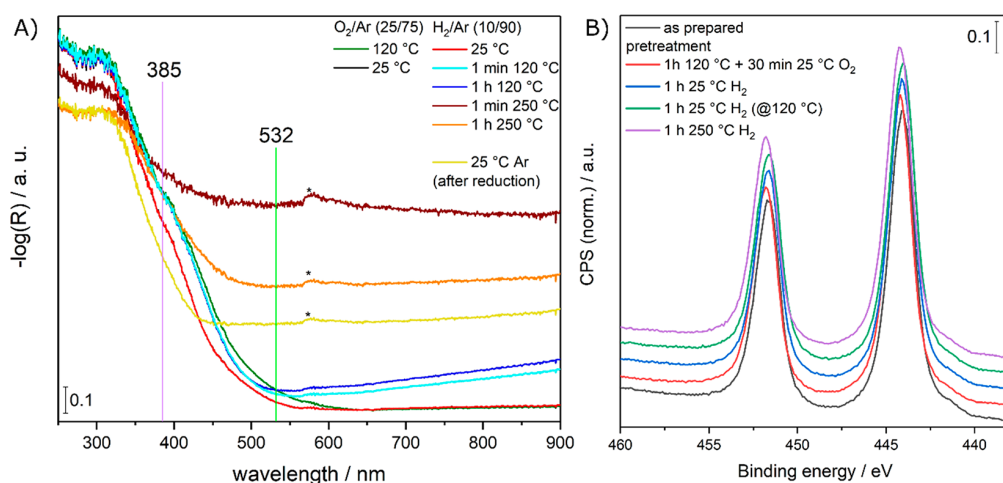 A)
O₂/Ar (25/75) H₂/Ar (10/90)
120 °C
25 °C
25 °C
1 min 120 °C
1 h 120 °C
1 min 250 °C
1 h 250 °C
25 °C Ar
(after reduction)
385
532
*
*
*
-log(R) / a. u.
0.1
300 400 500 600 700 800 900
wavelength / nm
B)
0.1
as prepared
pretreatment
1h 120 °C + 30 min 25 °C O₂
1 h 25 °C H₂
1 h 25 °C H₂ (@120 °C)
1 h 250 °C H₂
CPS (norm.) / a.u.
460 455 450 445 440
Binding energy / eV